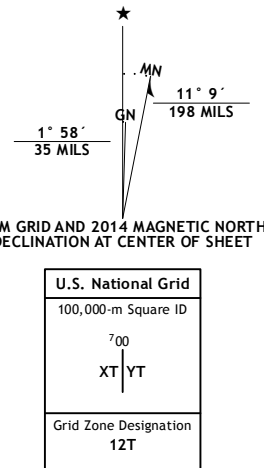 ★
MN
GN
11° 9´
198 MILS
1° 58´
35 MILS
M GRID AND 2014 MAGNETIC NORTH
DECLINATION AT CENTER OF SHEET
U.S. National Grid
100,000-m Square ID
700
XT YT
Grid Zone Designation
12T